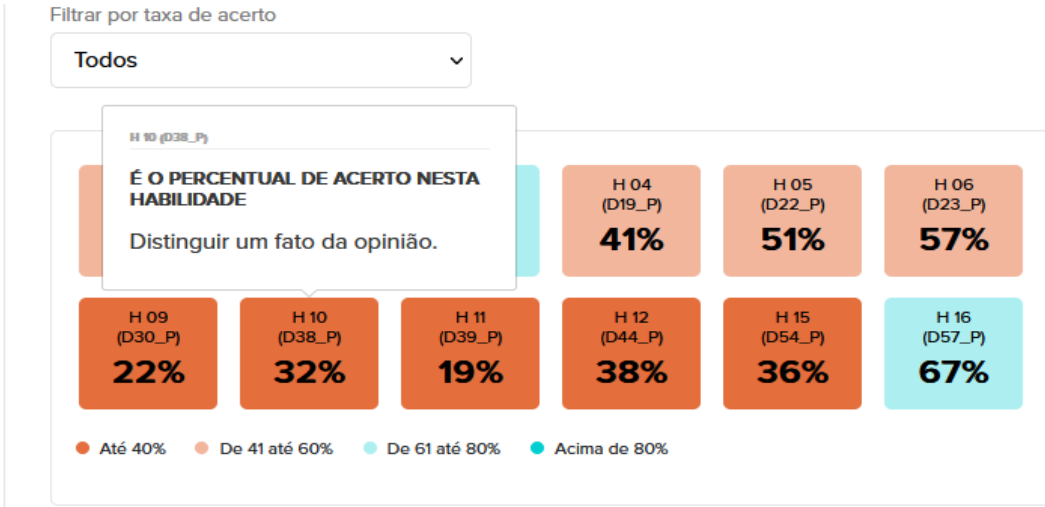 Filtrar por taxa de acerto
Todos
H 10 (D38_P)
É O PERCENTUAL DE ACERTO NESTA
HABILIDADE
Distinguir um fato da opinião.
H 04
(D19_P)
41%
H 05
(D22_P)
51%
H 06
(D23_P)
57%
H 09
(D30_P)
22%
H 10
(D38_P)
32%
H 11
(D39_P)
19%
H 12
(D44_P)
38%
H 15
(D54_P)
36%
H 16
(D57_P)
67%
Até 40%
De 41 até 60%
De 61 até 80%
Acima de 80%